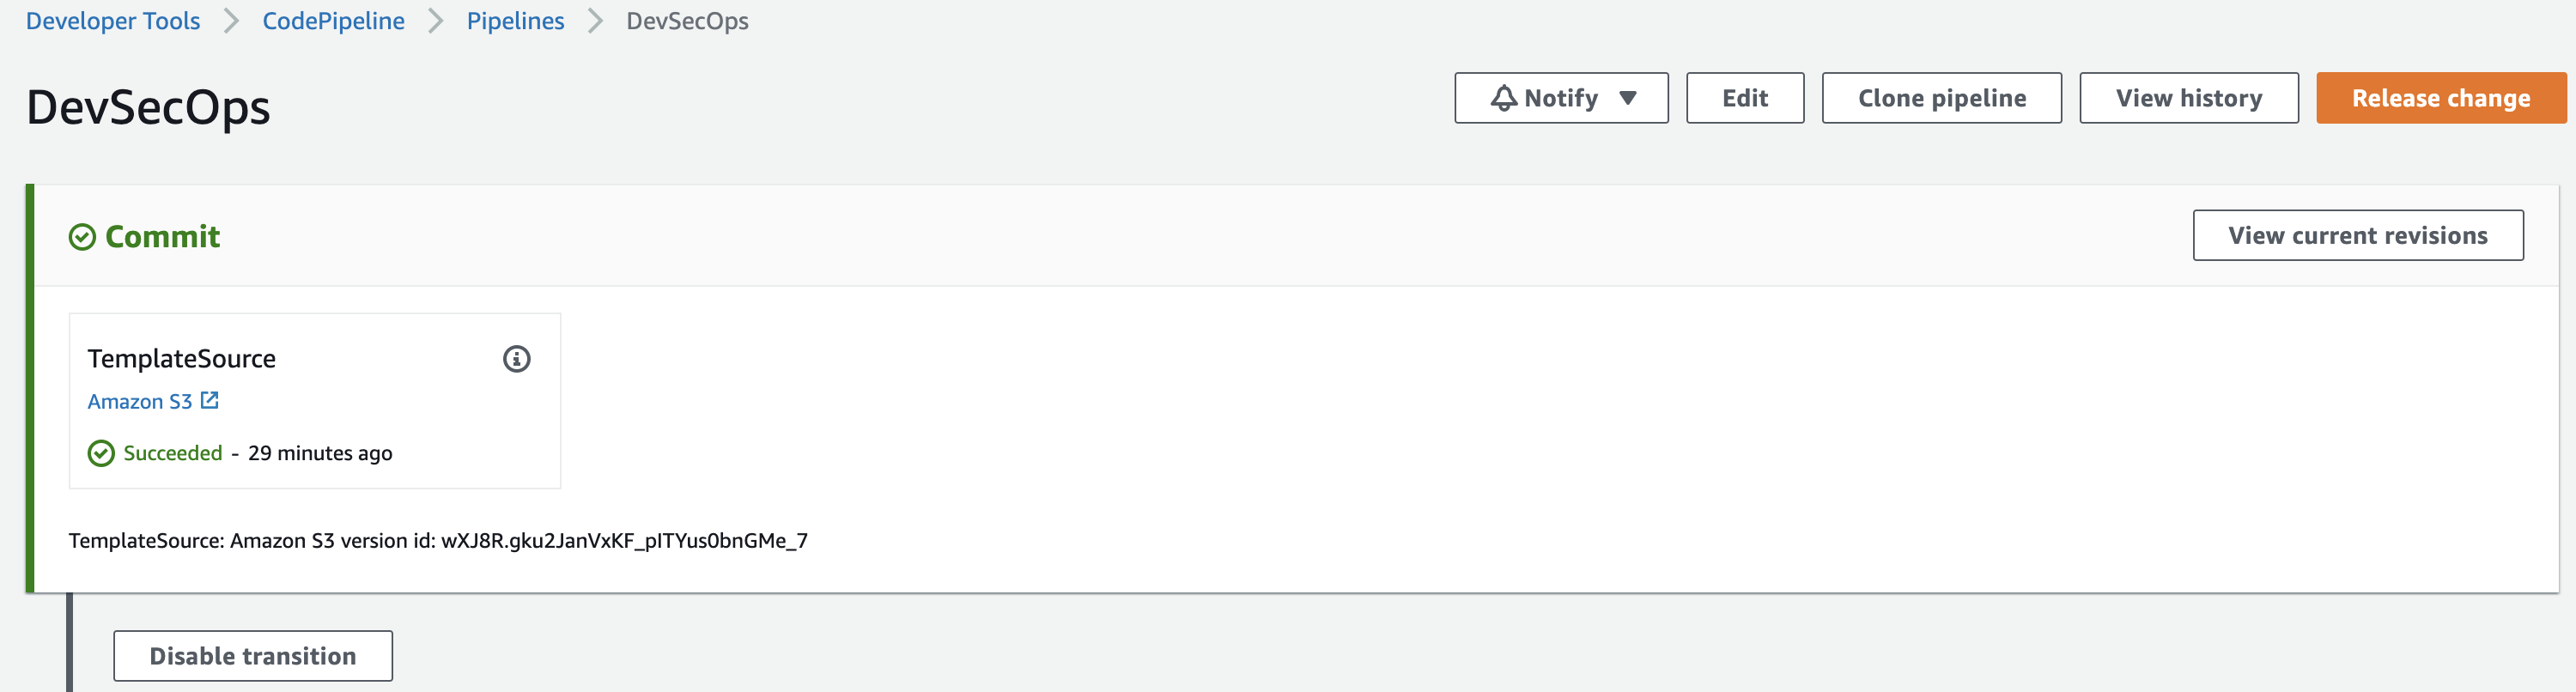 Developer Tools > CodePipeline > Pipelines > DevSecOps
DevSecOps
Notify
Edit
Clone pipeline
View history
Release change
Commit
View current revisions
TemplateSource
Amazon S3
Succeeded - 29 minutes ago
TemplateSource: Amazon S3 version id: wXJ8R.gku2JanVxKF_pITYus0bnGMe_7
Disable transition